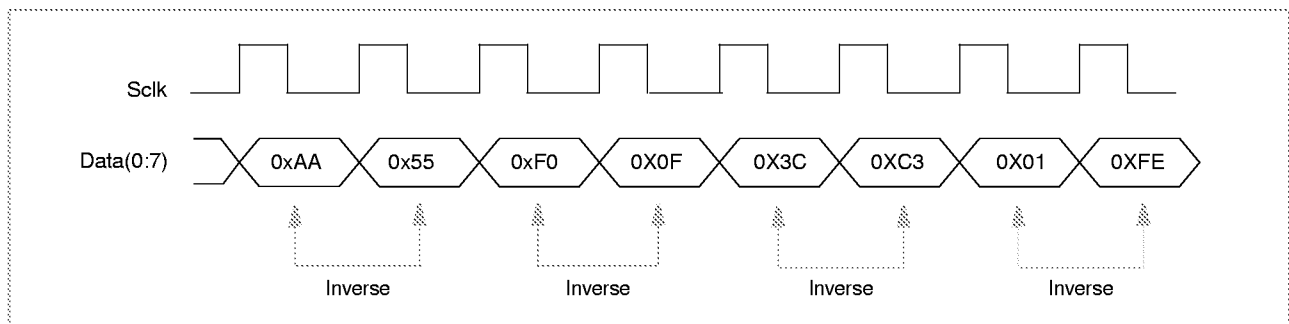 Sclk
Data(0:7) 0xAA 0x55 0xF0 0X0F 0X3C 0XC3 0X01 0XFE
Inverse Inverse Inverse Inverse